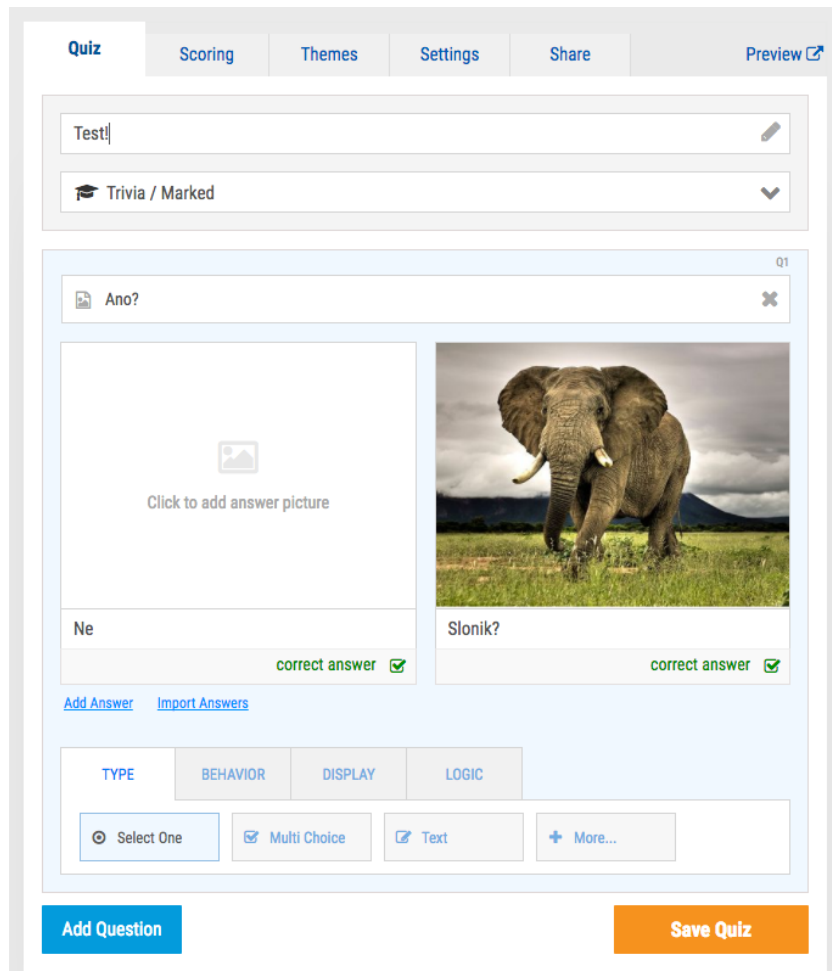 Quiz Scoring Themes Settings Share Preview
Test!
Trivia / Marked
Q1
Ano?
Click to add answer picture
Ne Slonik?
correct answer correct answer
Add Answer Import Answers
TYPE BEHAVIOR DISPLAY LOGIC
Select One Multi Choice Text More...
Add Question Save Quiz